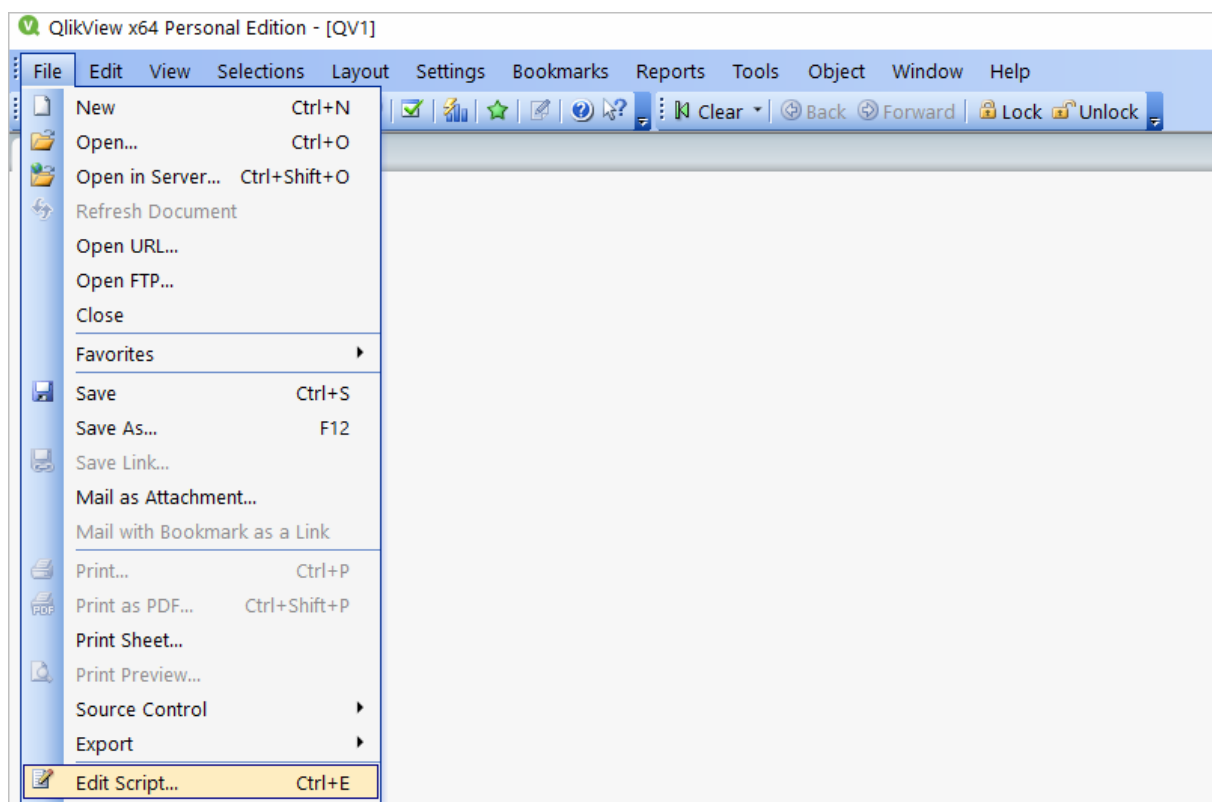 QlikView x64 Personal Edition - [QV1]
File Edit View Selections Layout Settings Bookmarks Reports Tools Object Window Help
New Ctrl+N
Clear Back Forward Lock Unlock
Open... Ctrl+O
Open in Server... Ctrl+Shift+O
Refresh Document
Open URL...
Open FTP...
Close
Favorites
Save Ctrl+S
Save As... F12
Save Link...
Mail as Attachment...
Mail with Bookmark as a Link
Print... Ctrl+P
PDF Print as PDF... Ctrl+Shift+P
Print Sheet...
Print Preview...
Source Control
Export
Edit Script... Ctrl+E